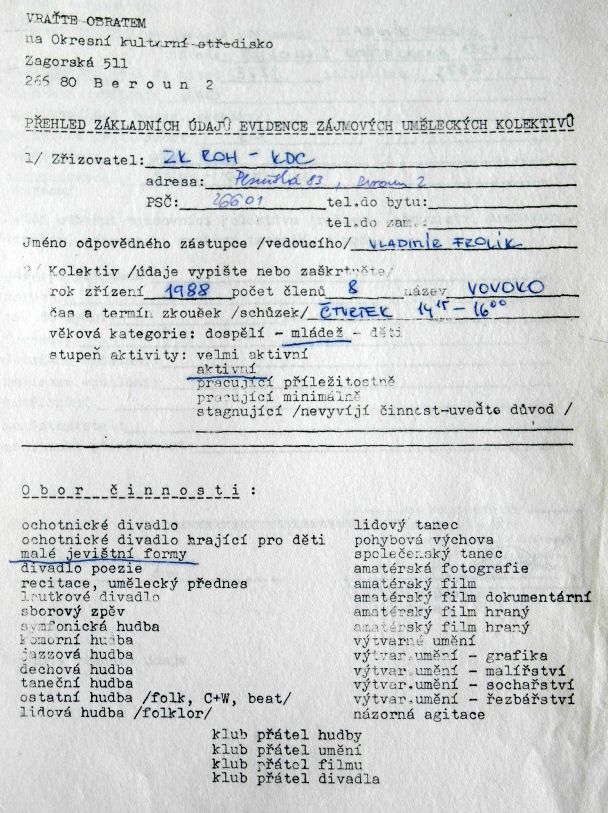 VRAŤTE OBRATEM
na Okresní kulturní středisko
Zagorská 511
266 80 B e r o u n 2
PŘEHLED ZÁKLADNÍCH ÚDAJŮ EVIDENCE ZÁJMOVÝCH UMĚLECKÝCH KOLEKTIVŮ
1/ Zřizovatel: ZK ROH - KDC
adresa: Plzeňská 83, Beroun 2
PSČ: 26601 tel.do bytu:
tel.do zam.:
Jméno odpovědného zástupce /vedoucího/ VLADIMÍR FROLÍK
2/ Kolektiv /údaje vypište nebo zaškrtněte/
rok zřízení 1988 počet členů 8 název VOVOKO
čas a termín zkoušek /schůzek/ ČTVRTEK 14 15 - 16 00
věková kategorie: dospělí - mládež - děti
stupeň aktivity: velmi aktivní
aktivní
pracující příležitostně
pracující minimálně
stagnující /nevyvíjí činnost-uveďte důvod /
O b o r č i n n o s t i :
ochotnické divadlo
ochotnické divadlo hrající pro děti
malé jevištní formy
divadlo poezie
recitace, umělecký přednes
loutkové divadlo
sborový zpěv
symfonická hudba
komorní hudba
jazzová hudba
dechová hudba
taneční hudba
ostatní hudba /folk, C+W, beat/
lidová hudba /folklor/
lidový tanec
pohybová výchova
společenský tanec
amatérská fotografie
amatérský film
amatérský film dokumentární
amatérský film hraný
amatérský film hraný
výtvarné umění
výtvar.umění - grafika
výtvar.umění - malířství
výtvar.umění - sochařství
výtvar.umění - řezbářství
názorná agitace
klub přátel hudby
klub přátel umění
klub přátel filmu
klub přátel divadla